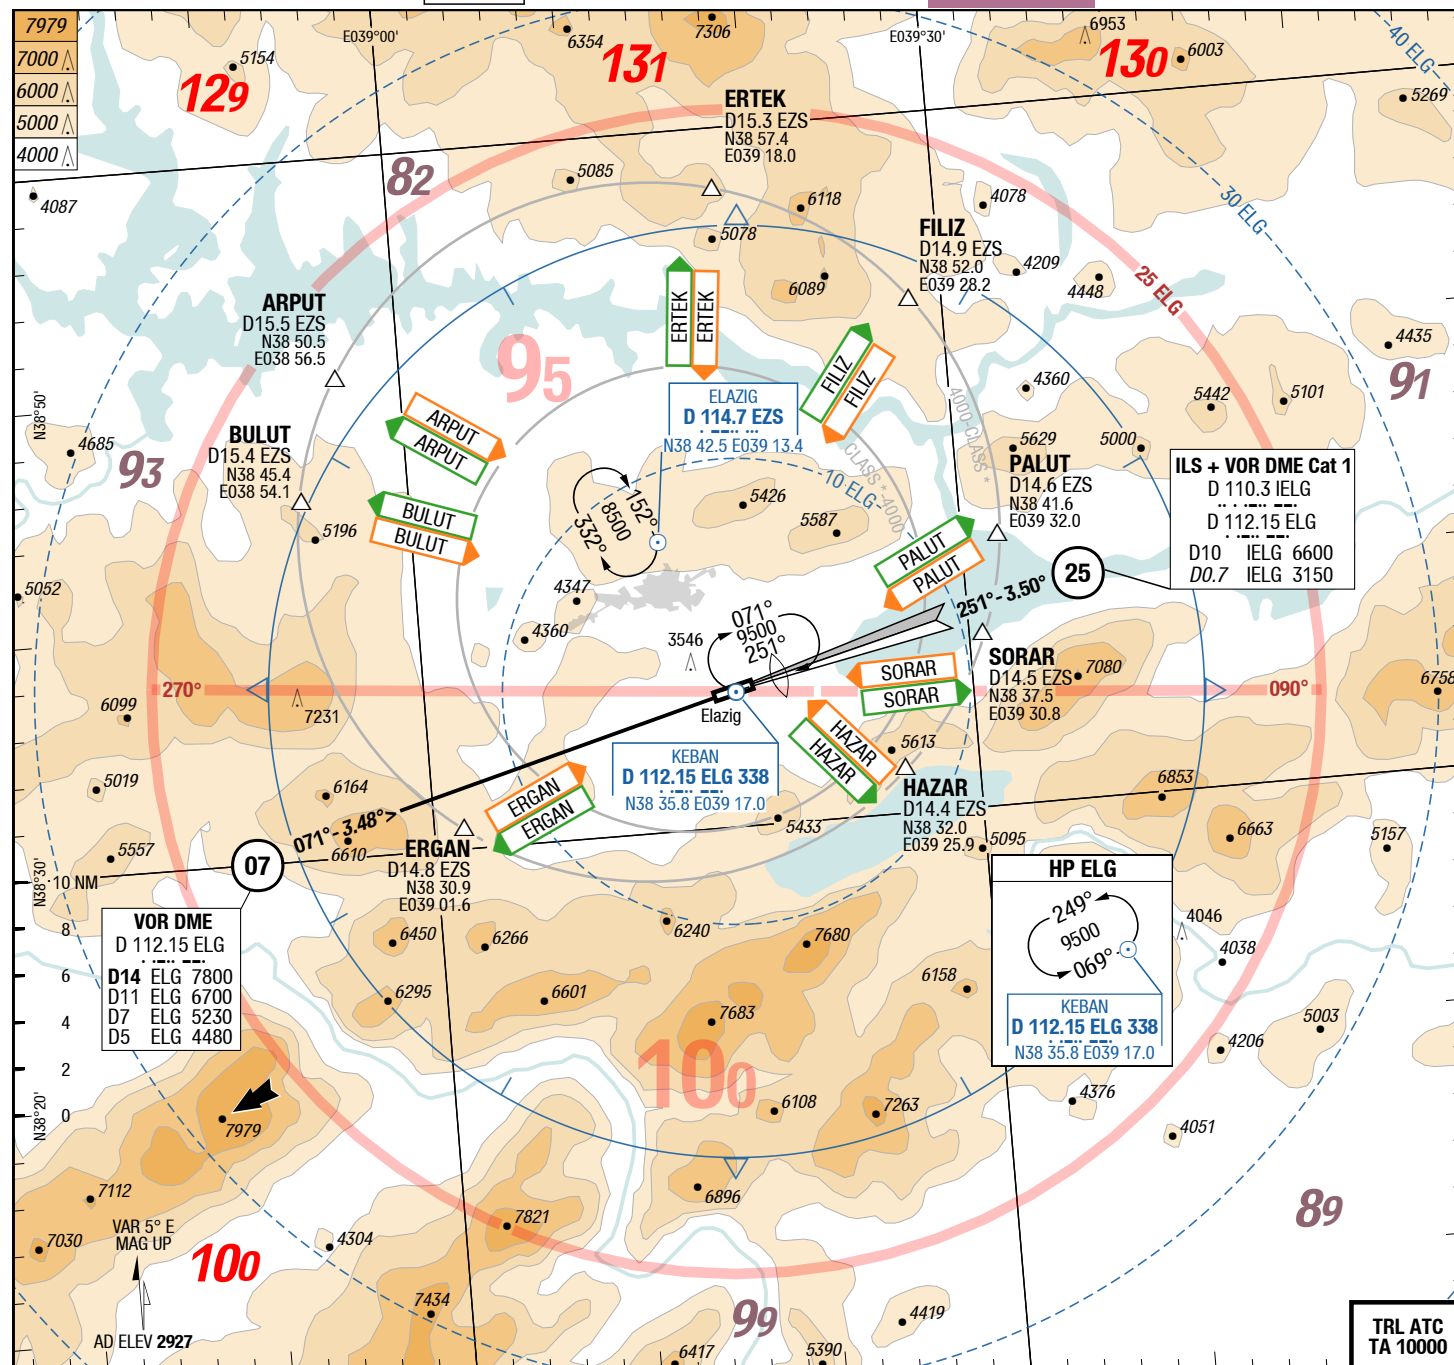 7979
7000
6000
5000
4000
E039°00'
E039°30'
5154
129
6354
131
7306
6953
130
6003
40 ELG
5269
ERTEK
D15.3 EZS
N38 57.4
E039 18.0
82
5085
4087
6118
4078
30 ELG
5078
FILIZ
D14.9 EZS
N38 52.0
E039 28.2
4209
4448
25 ELG
6089
ARPUT
D15.5 EZS
N38 50.5
E038 56.5
ERTEK
ERTEK
95
FILIZ
FILIZ
4435
91
ELAZIG
D 114.7 EZS
N38 42.5 E039 13.4
4360
5442
5101
N38°50'
ARPUT
ARPUT
4000-CLASS *
CLASS * -4000
4685
93
BULUT
D15.4 EZS
N38 45.4
E038 54.1
5629
5000
PALUT
D14.6 EZS
N38 41.6
E039 32.0
ILS + VOR DME Cat 1
D 110.3 IELG
D 112.15 ELG
D10 IELG 6600
D0.7 IELG 3150
10 ELG
152°
8500
332°
5426
5587
BULUT
BULUT
5196
PALUT
PALUT
5052
4347
4360
3546
071°
9500
251°
251°-3.50°
25
SORAR
D14.5 EZS
N38 37.5
E039 30.8
7080
SORAR
SORAR
6758
270°
090°
6099
7231
Elazig
HAZAR
HAZAR
5613
KEBAN
D 112.15 ELG 338
N38 35.8 E039 17.0
5019
6164
ERGAN
ERGAN
6853
HAZAR
D14.4 EZS
N38 32.0
E039 25.9
5433
5095
6663
5157
071°-3.48°>
07
5557
6610
ERGAN
D14.8 EZS
N38 30.9
E039 01.6
N38°30'
10 NM
8
6
4
2
0
VOR DME
D 112.15 ELG
D14 ELG 7800
D11 ELG 6700
D7 ELG 5230
D5 ELG 4480
HP ELG
249°
9500
069°
KEBAN
D 112.15 ELG 338
N38 35.8 E039 17.0
4046
4038
6450
6266
6240
7680
6158
6295
6601
7683
5003
4206
100
4376
4051
N38°20'
7979
6108
7263
6896
7112
VAR 5° E
MAG UP
7030
4304
7821
89
100
7434
99
4419
AD ELEV 2927
6417
5390
TRL ATC
TA 10000